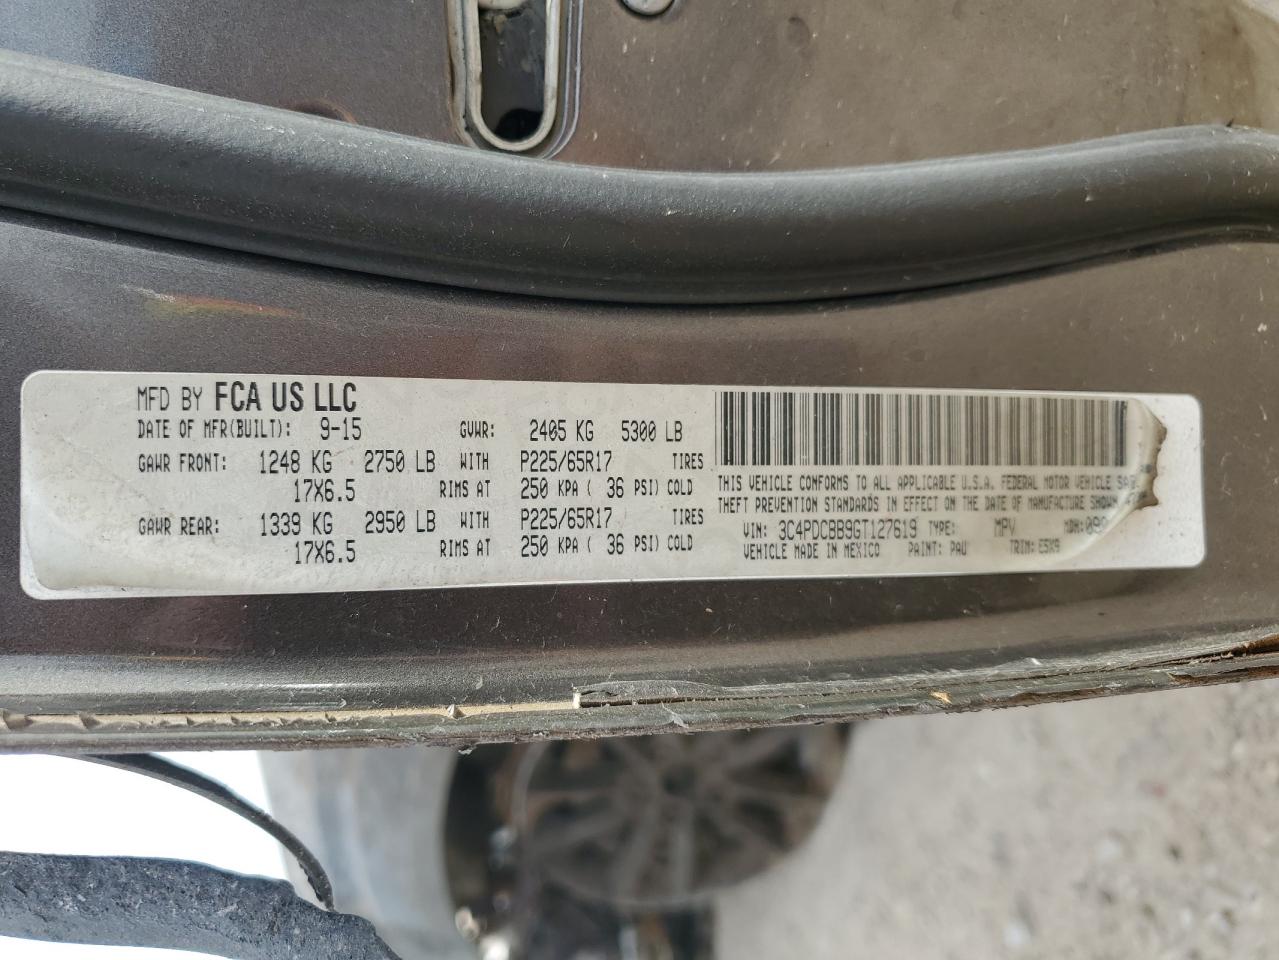 MFD BY FCA US LLC
DATE OF MFR(BUILT): 9-15 GVWR: 2405 KG 5300 LB
GAWR FRONT: 1248 KG 2750 LB WITH P225/65R17 TIRES
17X6.5 RIMS AT 250 KPA ( 36 PSI) COLD
GAWR REAR: 1339 KG 2950 LB WITH P225/65R17 TIRES
17X6.5 RIMS AT 250 KPA ( 36 PSI) COLD
THIS VEHICLE CONFORMS TO ALL APPLICABLE U.S.A. FEDERAL MOTOR VEHICLE
THEFT PREVENTION STANDARDS IN EFFECT ON THE DATE OF MANUFACTURE SHOWN
VIN: 3C4PDCBB9GT127619 TYPE: MPV MDH:
VEHICLE MADE IN MEXICO PAINT: PAU TRIM: E5X9